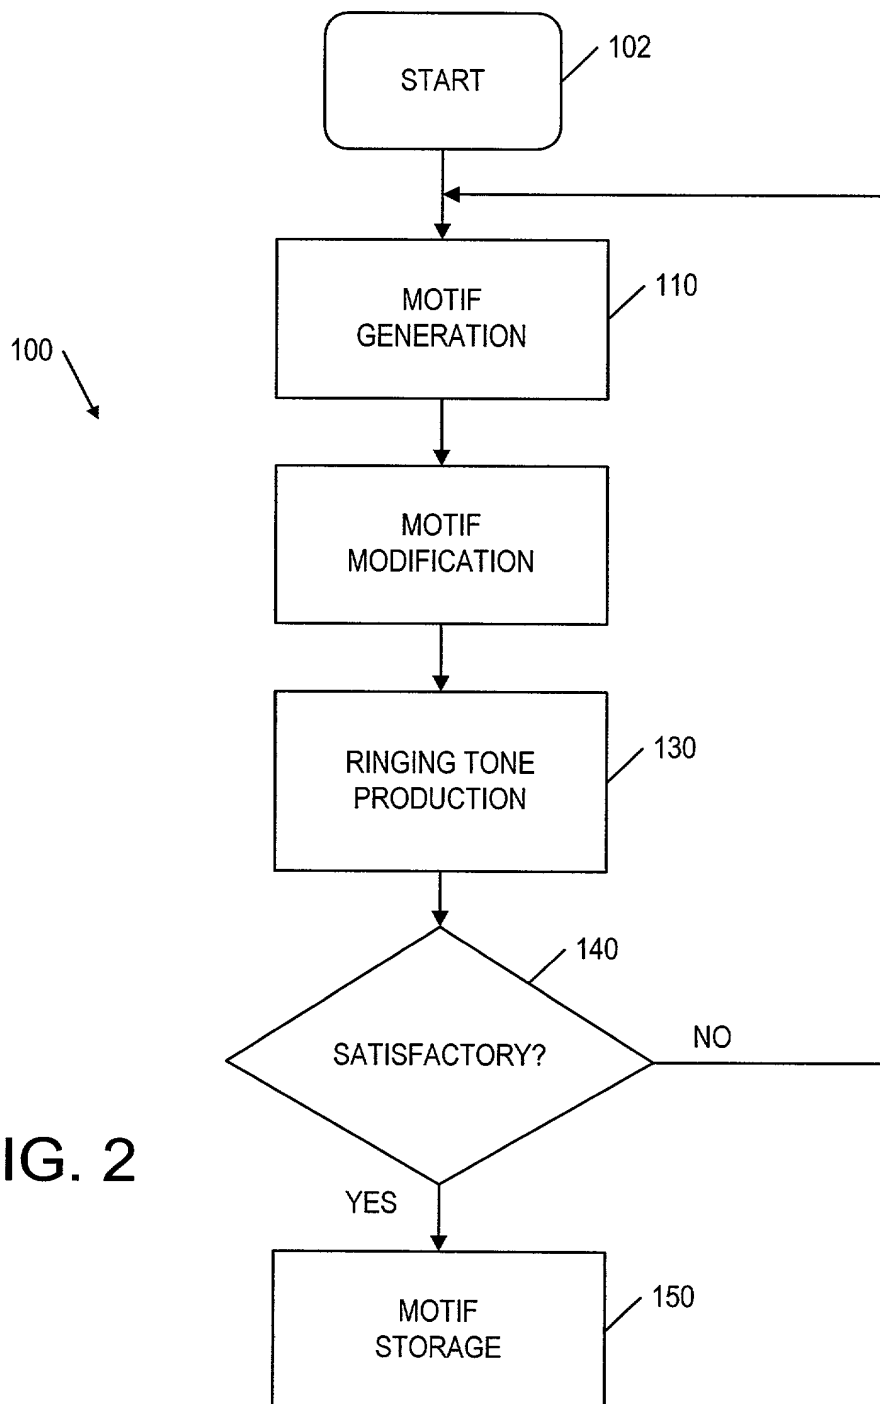 START
102
MOTIF
GENERATION
110
100
MOTIF
MODIFICATION
RINGING TONE
PRODUCTION
130
140
SATISFACTORY?
NO
IG. 2
YES
MOTIF
STORAGE
150